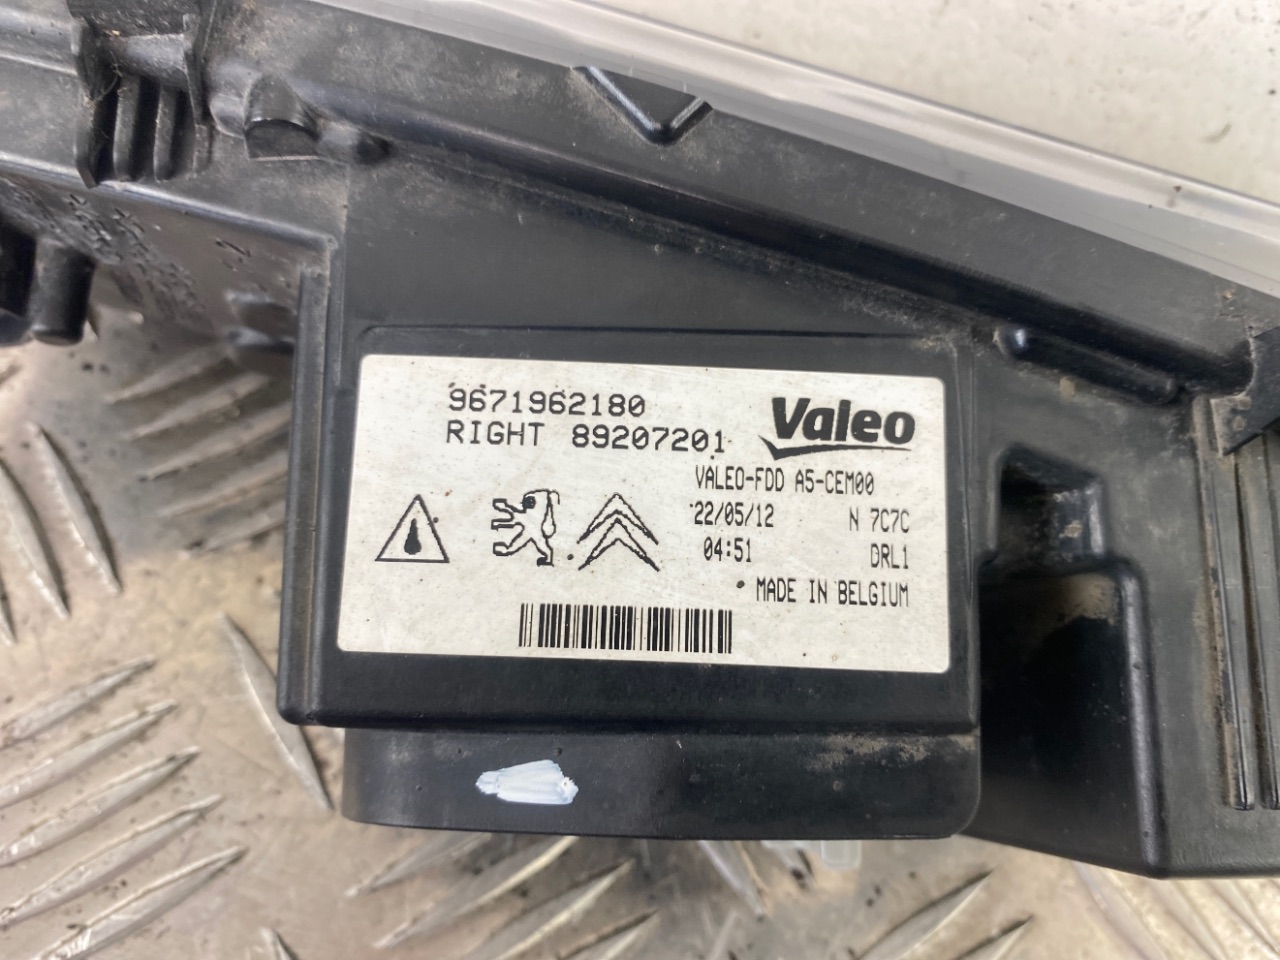 9671962180
RIGHT 89207201
Valeo
VALEO-FDD A5-CEM00
22/05/12 N 7C7C
04:51 DRL1
MADE IN BELGIUM